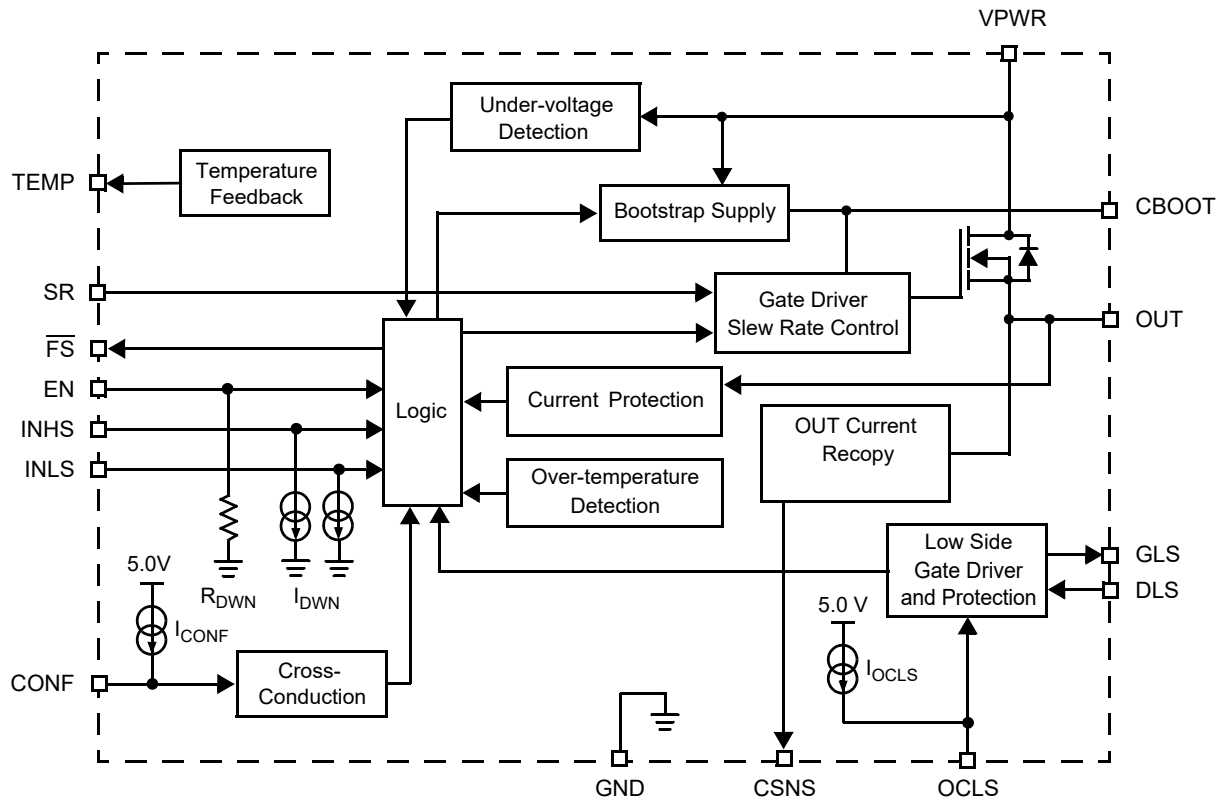 VPWR
Under-voltage
Detection
TEMP
Temperature
Feedback
Bootstrap Supply
CBOOT
SR
Gate Driver
Slew Rate Control
OUT
FS
EN
Logic
Current Protection
INHS
OUT Current
Recopy
INLS
Over-temperature
Detection
5.0V
RDWN
IDWN
Low Side
Gate Driver
and Protection
GLS
DLS
5.0 V
ICONF
IOCLS
CONF
Cross-
Conduction
GND
CSNS
OCLS